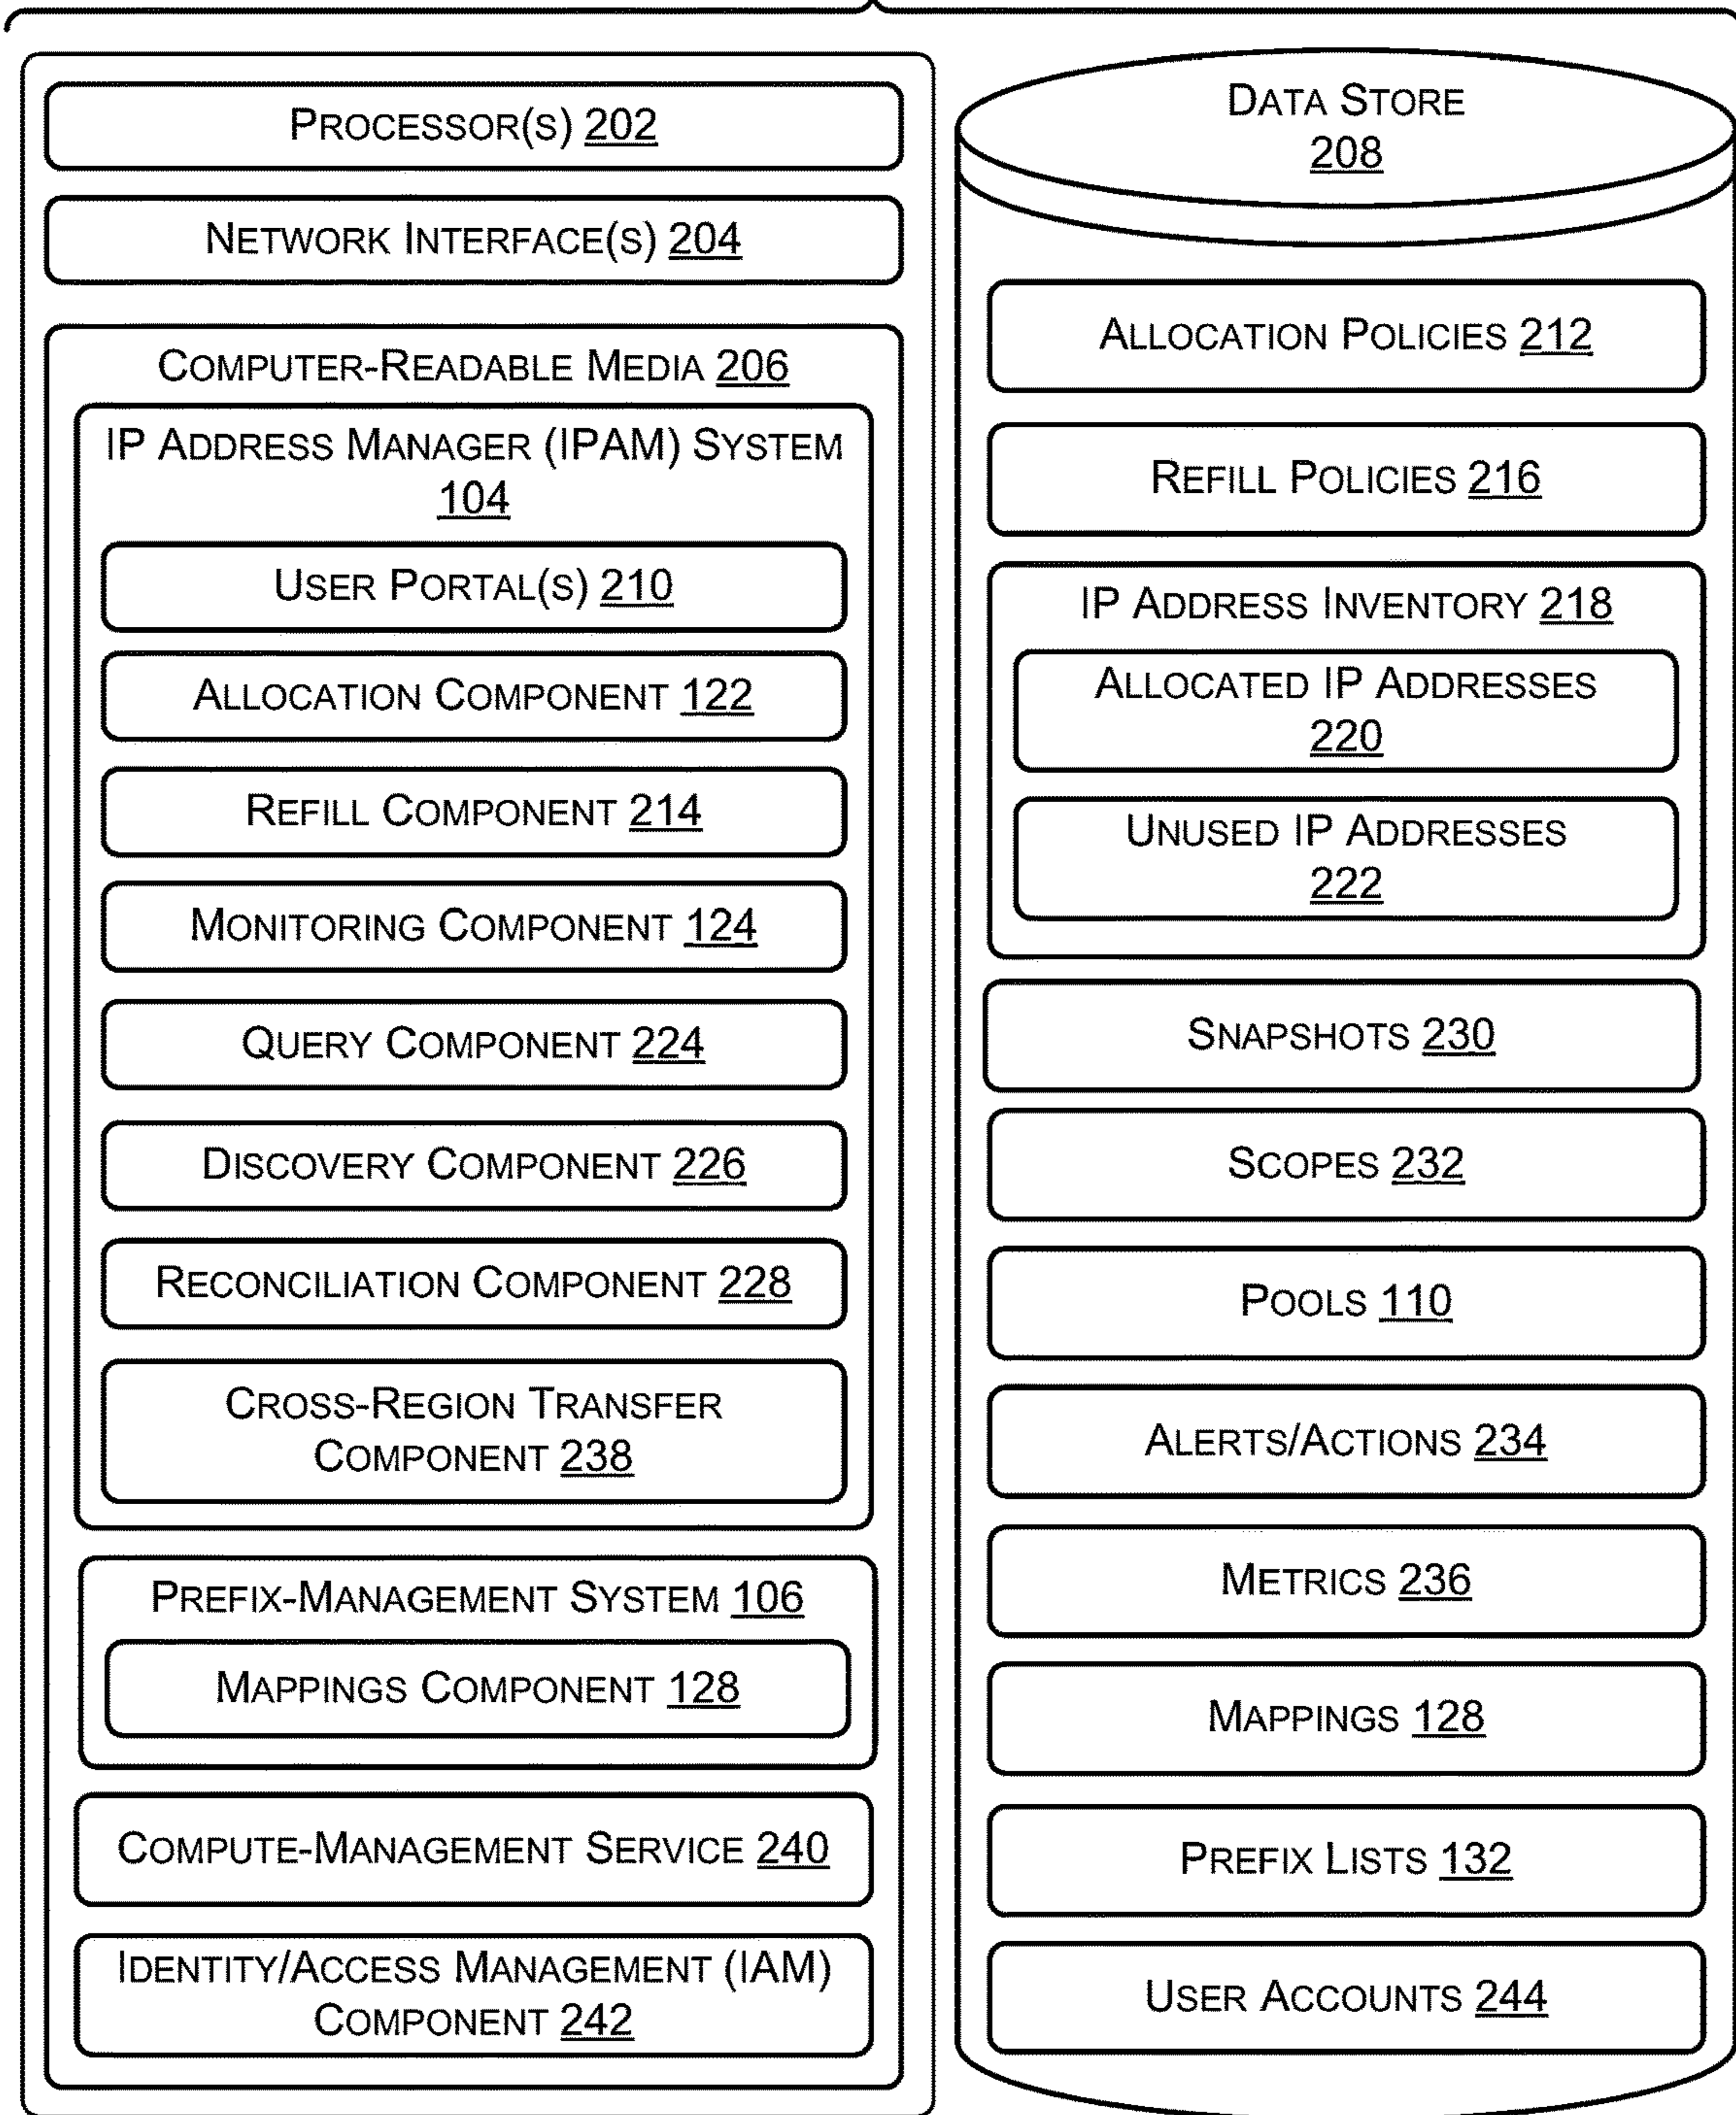 PROCESSOR(S) 202
NETWORK INTERFACE(S) 204
COMPUTER-READABLE MEDIA 206
IP ADDRESS MANAGER (IPAM) SYSTEM
104
USER PORTAL(S) 210
ALLOCATION COMPONENT 122
REFILL COMPONENT 214
MONITORING COMPONENT 124
QUERY COMPONENT 224
DISCOVERY COMPONENT 226
RECONCILIATION COMPONENT 228
CROSS-REGION TRANSFER
COMPONENT 238
PREFIX-MANAGEMENT SYSTEM 106
MAPPINGS COMPONENT 128
COMPUTE-MANAGEMENT SERVICE 240
IDENTITY/ACCESS MANAGEMENT (IAM)
COMPONENT 242
DATA STORE
208
ALLOCATION POLICIES 212
REFILL POLICIES 216
IP ADDRESS INVENTORY 218
ALLOCATED IP ADDRESSES
220
UNUSED IP ADDRESSES
222
SNAPSHOTS 230
SCOPES 232
POOLS 110
ALERTS/ACTIONS 234
METRICS 236
MAPPINGS 128
PREFIX LISTS 132
USER ACCOUNTS 244